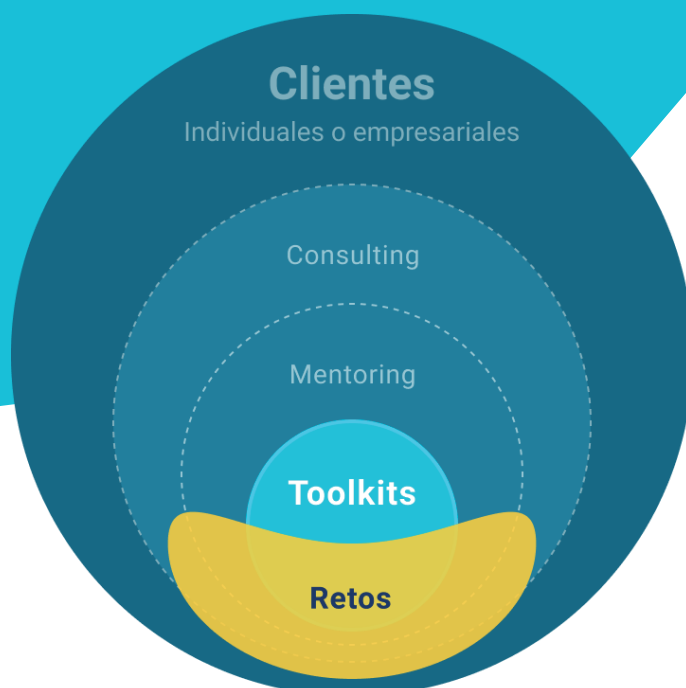 Clientes
Individuales o empresariales
Consulting
Mentoring
Toolkits
Retos